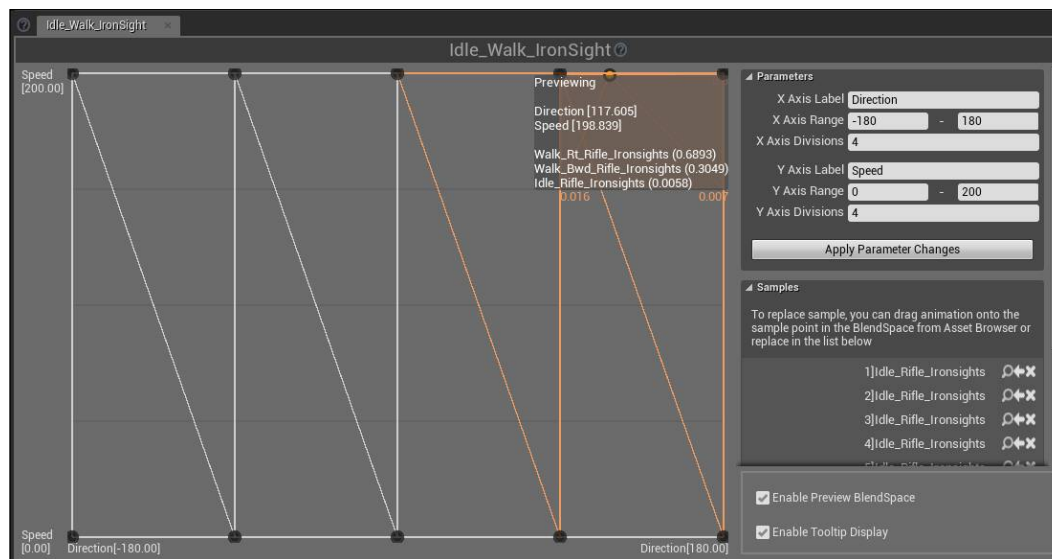 Idle_Walk_IronSight
Idle_Walk_IronSight
Speed
[200.00]
Previewing
Direction [117.605]
Speed [198.839]
Walk_Rt_Rifle_Ironsights (0.6893)
Walk_Bwd_Rifle_Ironsights (0.3049)
Idle_Rifle_Ironsights (0.0058)
0.016 0.007
Speed
[0.00]
Direction[-180.00]
Direction[180.00]
Parameters
X Axis Label Direction
X Axis Range -180 - 180
X Axis Divisions 4
Y Axis Label Speed
Y Axis Range 0 - 200
Y Axis Divisions 4
Apply Parameter Changes
Samples
To replace sample, you can drag animation onto the
sample point in the BlendSpace from Asset Browser or
replace in the list below
1]Idle_Rifle_Ironsights
2]Idle_Rifle_Ironsights
3]Idle_Rifle_Ironsights
4]Idle_Rifle_Ironsights
Enable Preview BlendSpace
Enable Tooltip Display